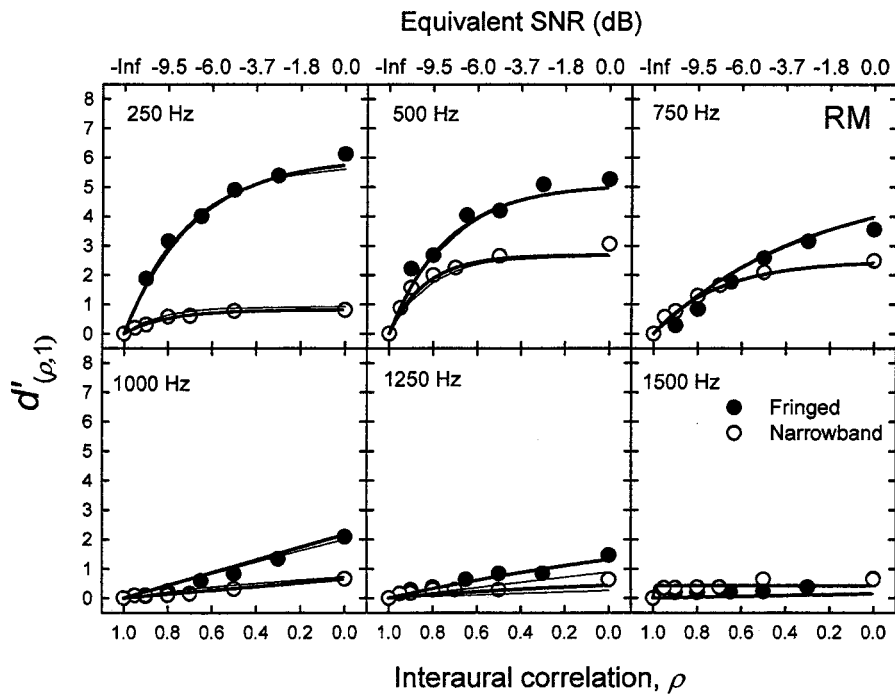 Equivalent SNR (dB)
-Inf -9.5 -6.0 -3.7 -1.8 0.0 -Inf -9.5 -6.0 -3.7 -1.8 0.0 -Inf -9.5 -6.0 -3.7 -1.8 0.0
8
7
6
5
4
3
2
1
0
250 Hz
500 Hz
750 Hz
RM
8
7
6
5
4
3
2
1
0
1000 Hz
1250 Hz
1500 Hz
Fringed
Narrowband
d'(ρ,1)
1.0 0.8 0.6 0.4 0.2 0.0 1.0 0.8 0.6 0.4 0.2 0.0 1.0 0.8 0.6 0.4 0.2 0.0
Interaural correlation, ρ